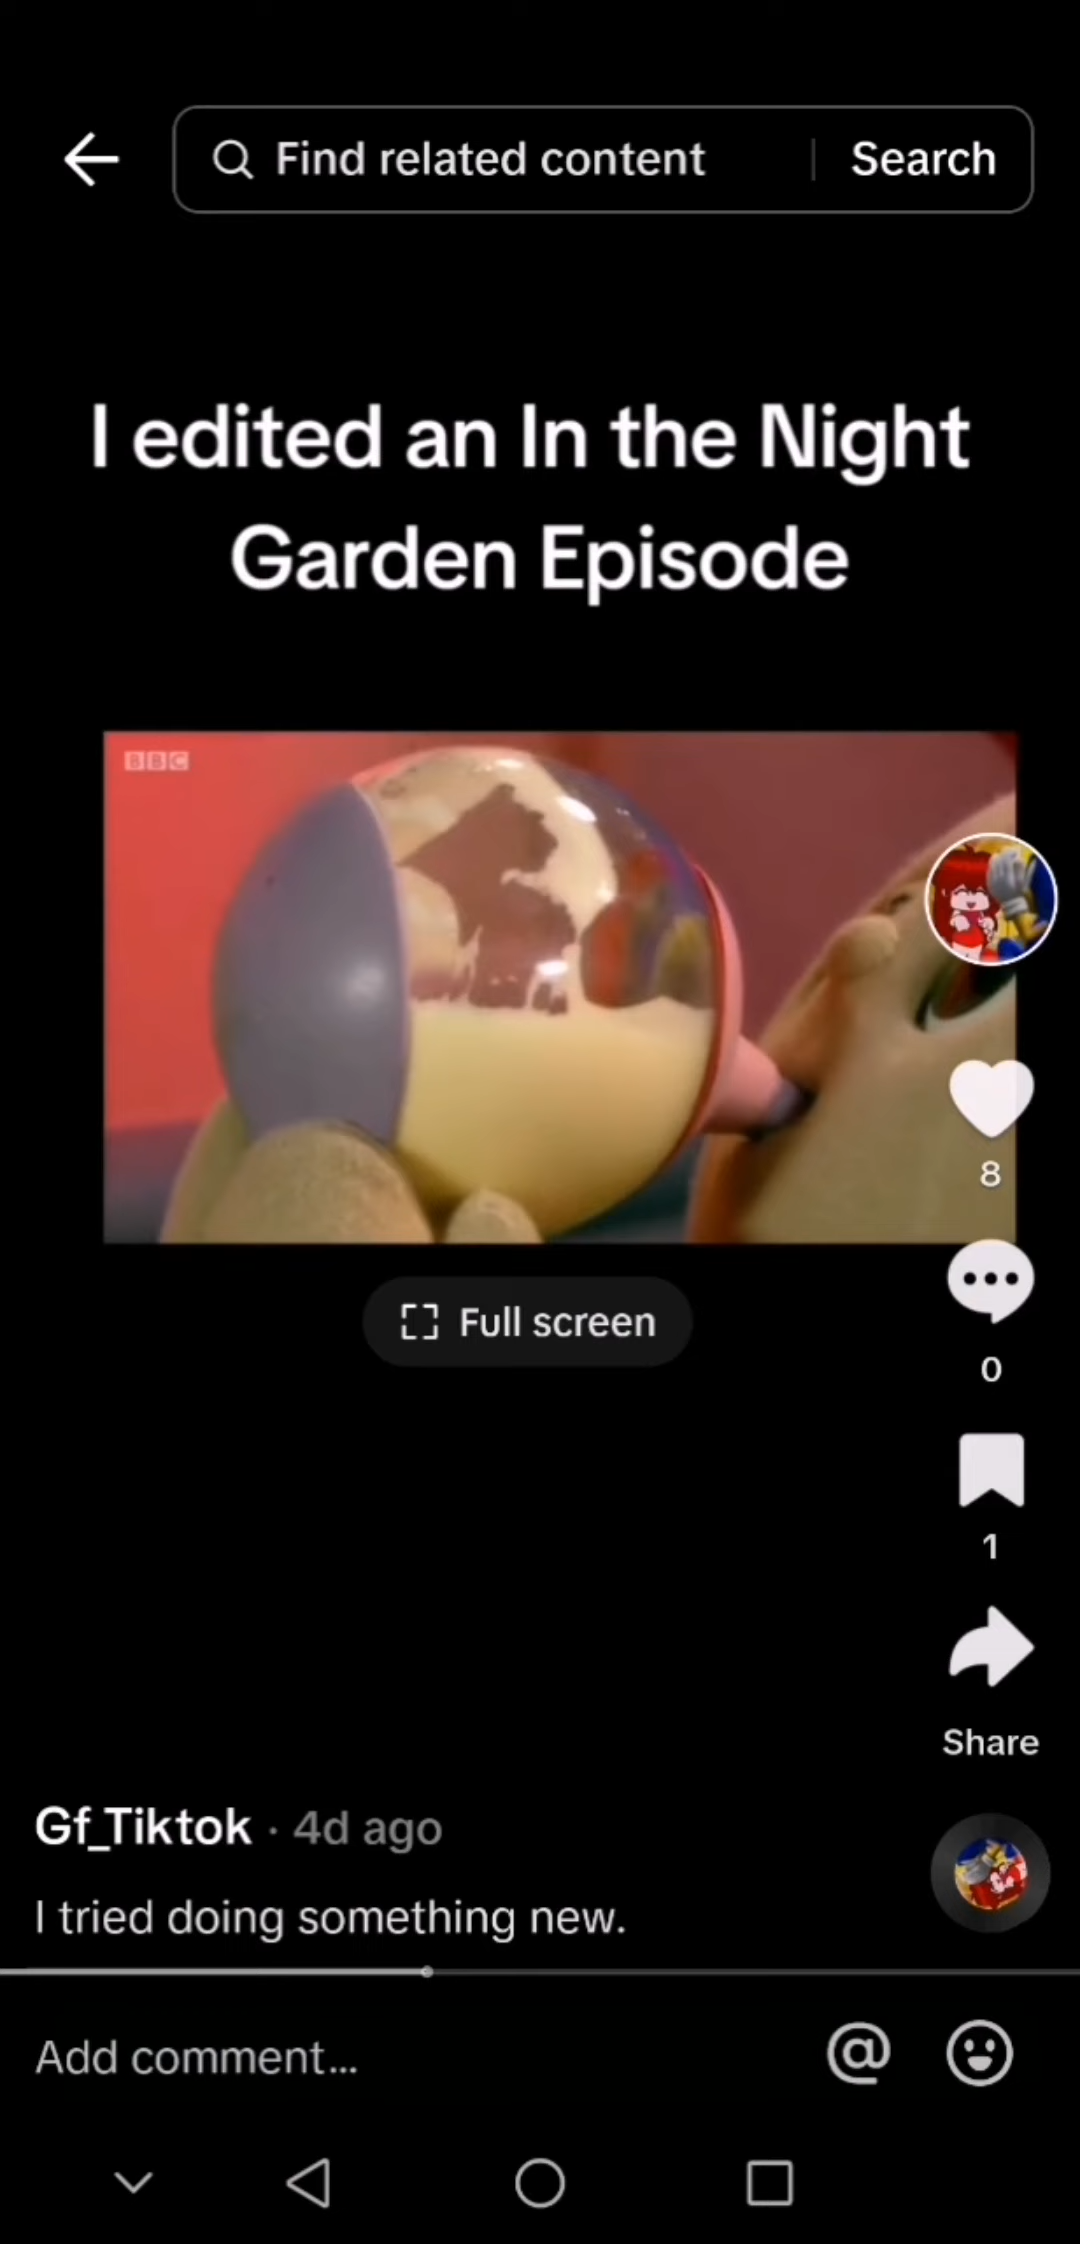 Find related content
Search
I edited an In the Night
Garden Episode
BBC
8
Full screen
0
1
Share
Gf_Tiktok · 4d ago
I tried doing something new.
Add comment...